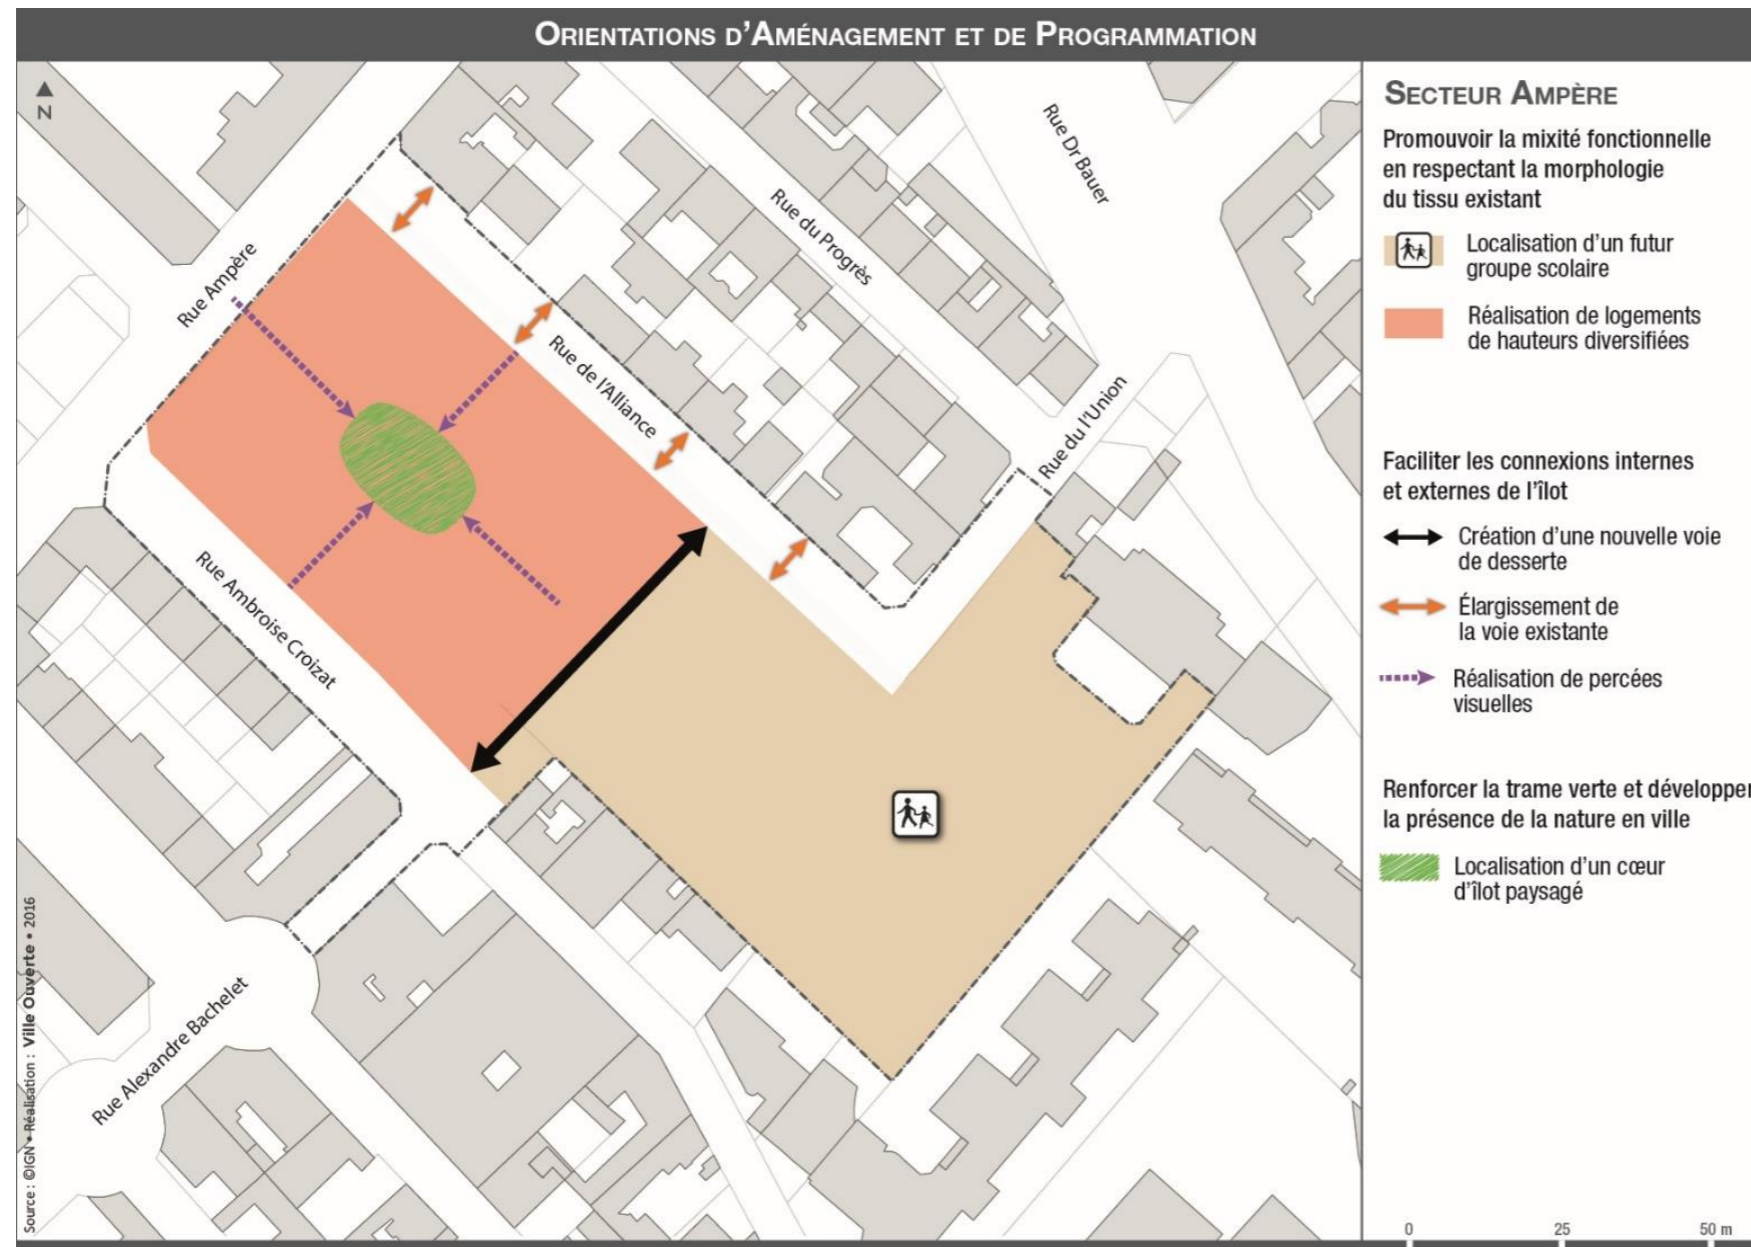 ORIENTATIONS D'AMÉNAGEMENT ET DE PROGRAMMATION
N
Rue Ampère
Rue de l'Alliance
Rue du Progrès
Rue Dr Bauer
Rue du l'Union
Rue Ambroise Croizat
Rue Alexandre Bachelet
Source : ©IGN • Réalisation : Ville Ouverte • 2016
SECTEUR AMPÈRE
Promouvoir la mixité fonctionnelle
en respectant la morphologie
du tissu existant
Localisation d'un futur
groupe scolaire
Réalisation de logements
de hauteurs diversifiées
Faciliter les connexions internes
et externes de l'îlot
Création d'une nouvelle voie
de desserte
Élargissement de
la voie existante
Réalisation de percées
visuelles
Renforcer la trame verte et développer
la présence de la nature en ville
Localisation d'un cœur
d'îlot paysagé
0 25 50 m